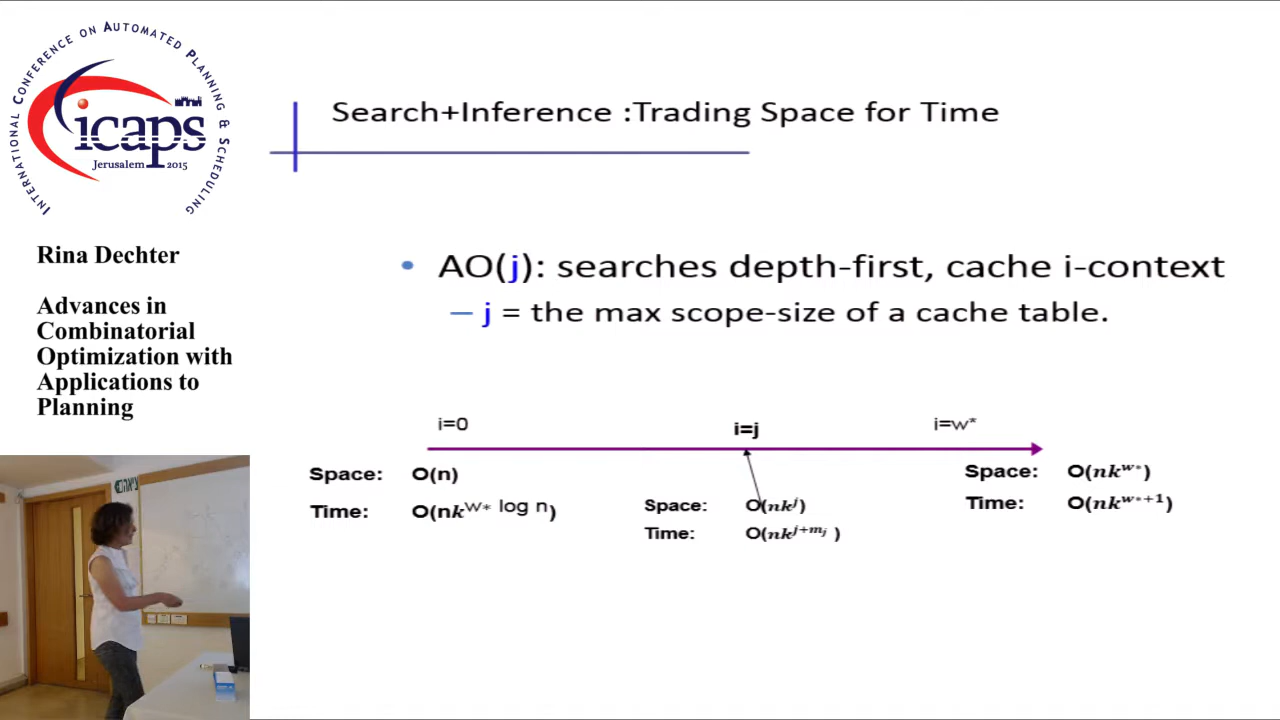 INTERNATIONAL CONFERENCE ON AUTOMATED PLANNING & SCHEDULING
icaps
Jerusalem 2015
Search+Inference :Trading Space for Time
Rina Dechter
Advances in
Combinatorial
Optimization with
Applications to
Planning
• AO(j): searches depth-first, cache i-context
– j = the max scope-size of a cache table.
i=0
i=j
i=w*
Space: O(n)
Time: O(nk^{w* log n})
Space: O(nk^j)
Time: O(nk^{j+m_j} )
Space: O(nk^{w*})
Time: O(nk^{w*+1})